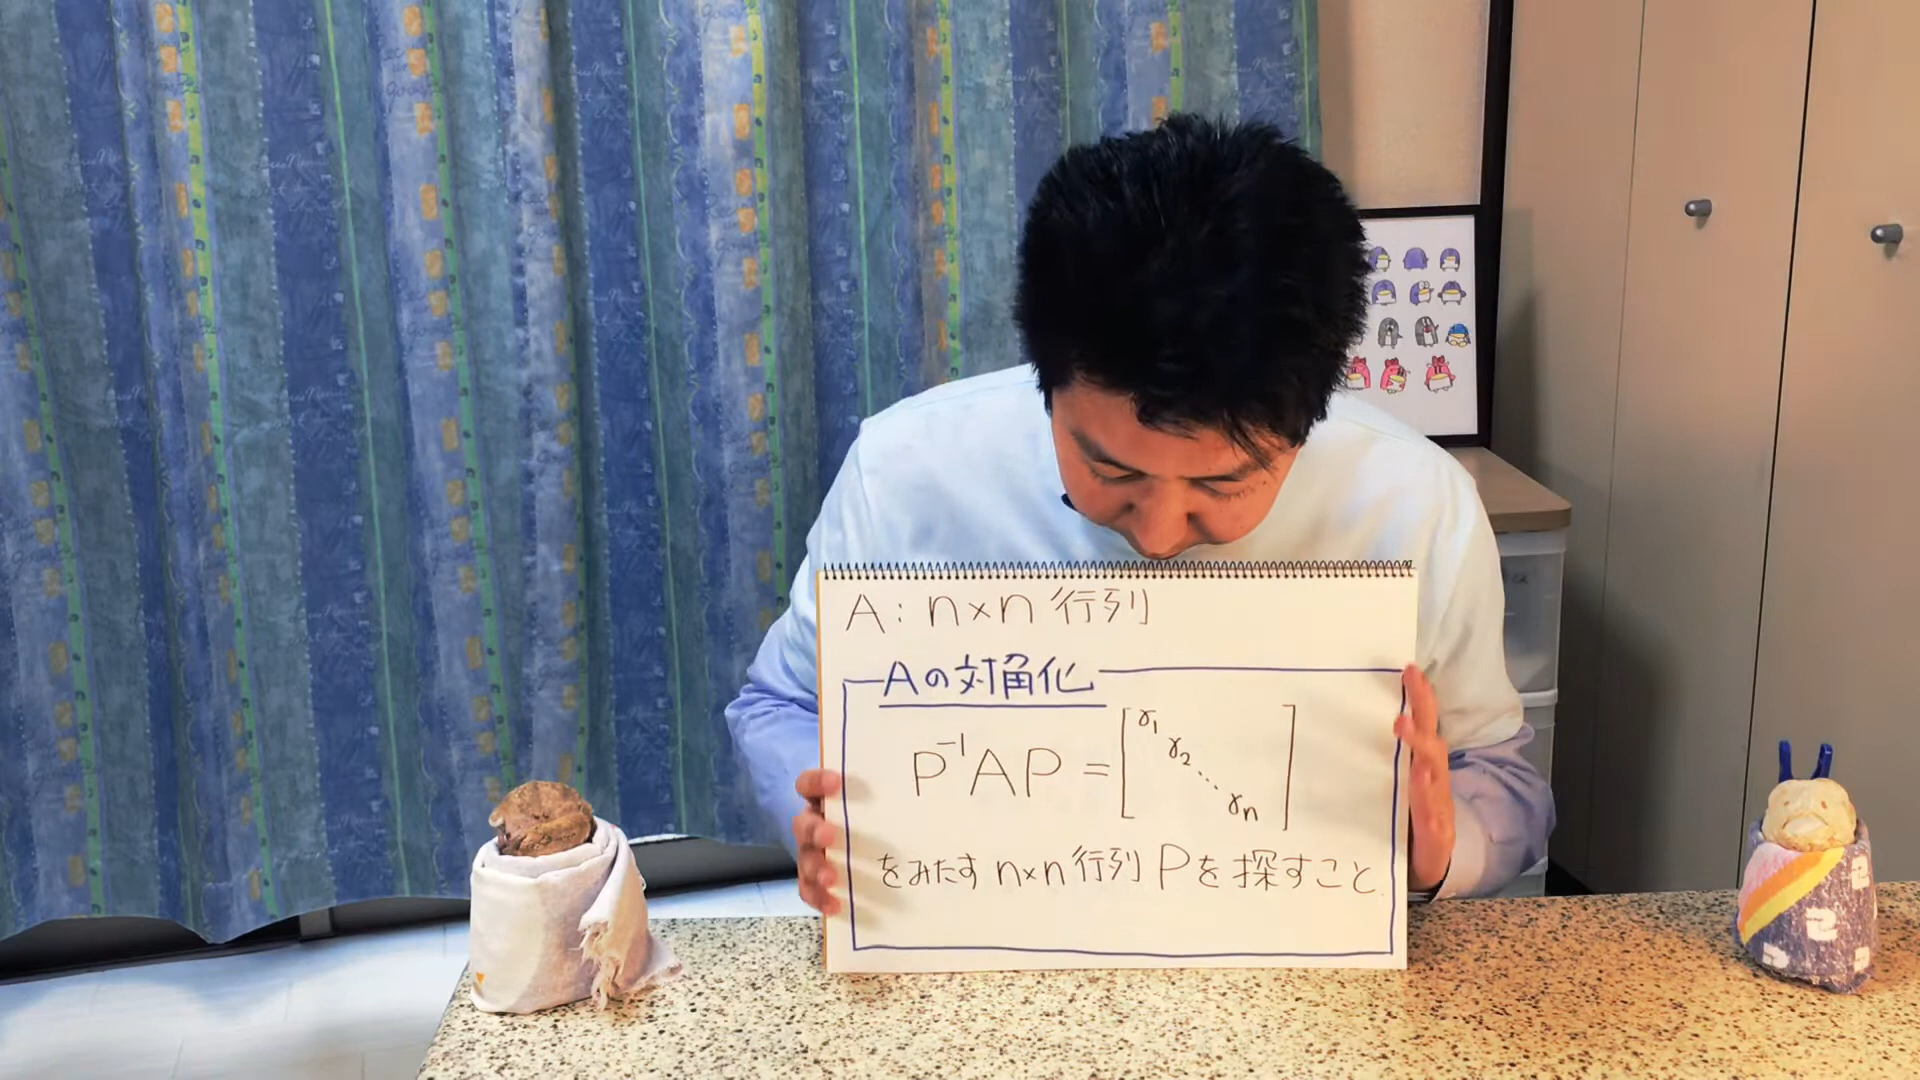 A: n×n 行列
Aの対角化
P⁻¹AP = [γ₁ γ₂ ⋱ γₙ]
をみたす n×n 行列 Pを探すこと.